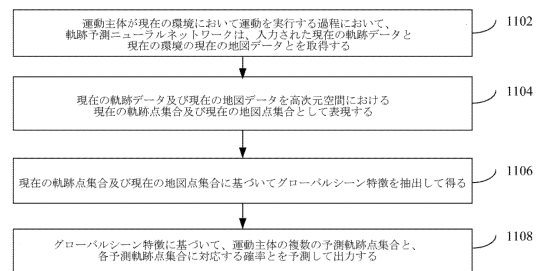 運動主体が現在の環境において運動を実行する過程において、
軌跡予測ニューラルネットワークは、入力された現在の軌跡データと
現在の環境の現在の地図データとを取得する
1102
現在の軌跡データ及び現在の地図データを高次元空間における
現在の軌跡点集合及び現在の地図点集合として表現する
1104
現在の軌跡点集合及び現在の地図点集合に基づいてグローバルシーン特徴を抽出して得る
1106
グローバルシーン特徴に基づいて、運動主体の複数の予測軌跡点集合と、
各予測軌跡点集合に対応する確率とを予測して出力する
1108